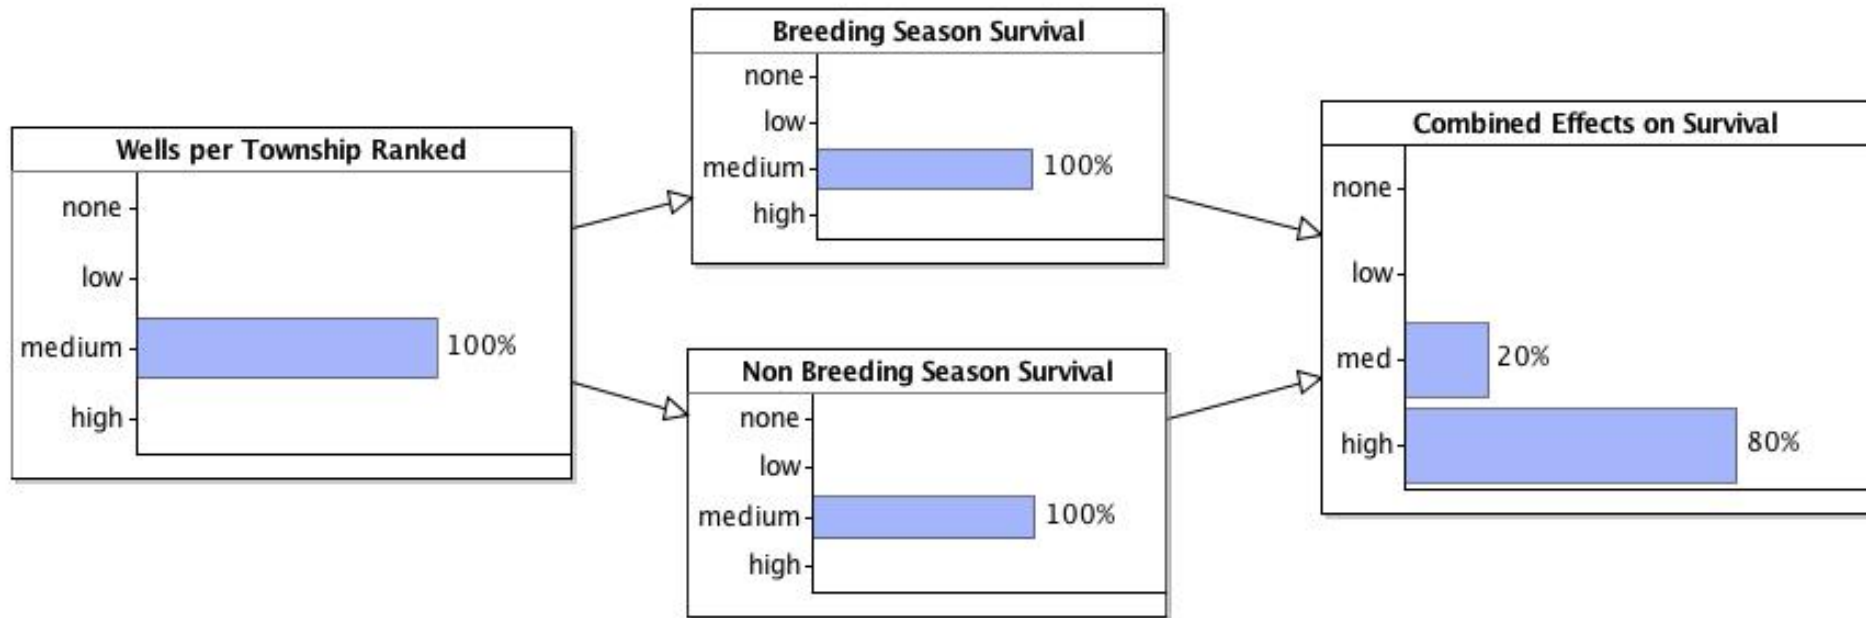 Wells per Township Ranked
none
low
medium 100%
high
Breeding Season Survival
none
low
medium 100%
high
Non Breeding Season Survival
none
low
medium 100%
high
Combined Effects on Survival
none
low
med 20%
high 80%